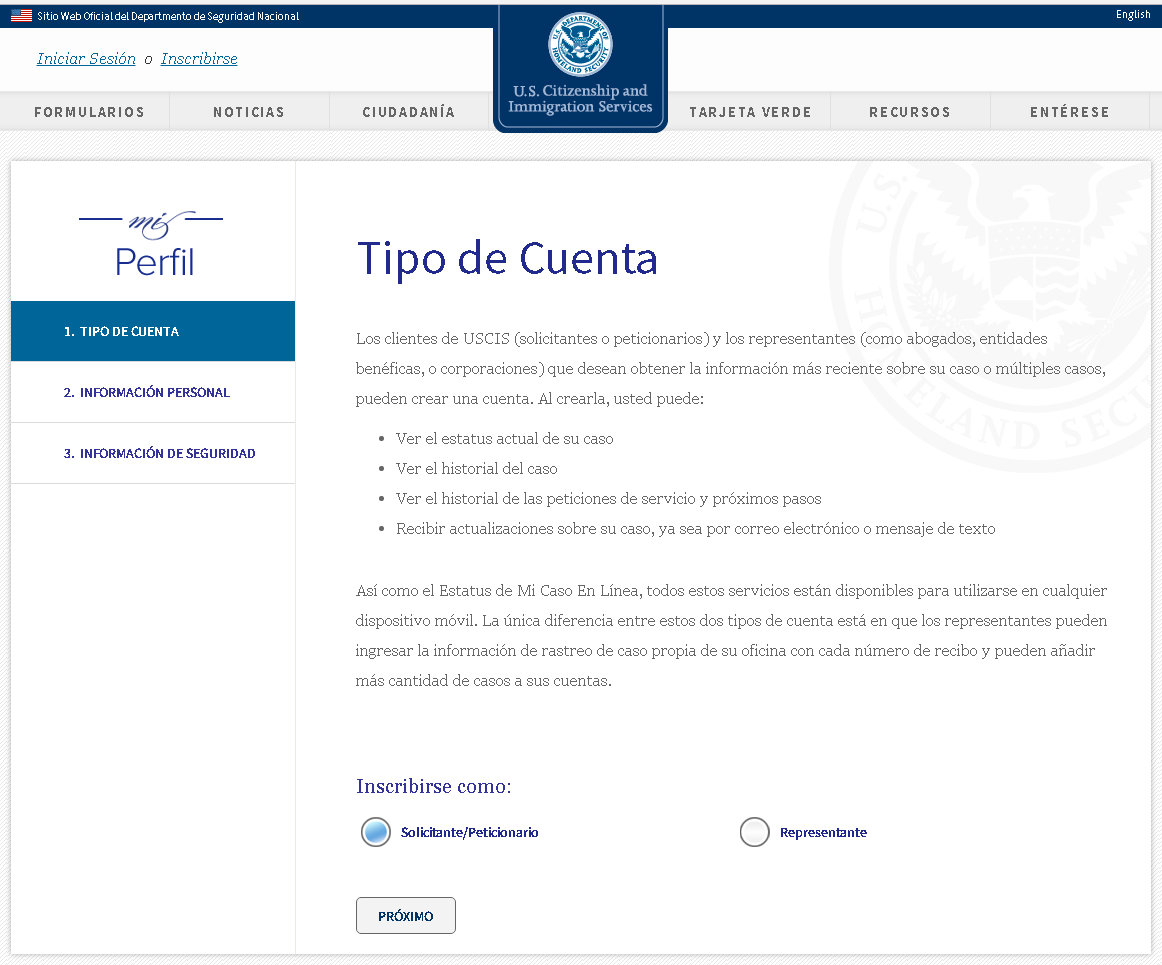 Sitio Web Oficial del Departmento de Seguridad Nacional
English
Iniciar Sesión o Inscribirse
U.S. DEPARTMENT OF HOMELAND SECURITY
U.S. Citizenship and
Immigration Services
FORMULARIOS
NOTICIAS
CIUDADANÍA
TARJETA VERDE
RECURSOS
ENTÉRESE
mi
Perfil
1. TIPO DE CUENTA
2. INFORMACIÓN PERSONAL
3. INFORMACIÓN DE SEGURIDAD
U.S.
HOMELAND SECU
Tipo de Cuenta
Los clientes de USCIS (solicitantes o peticionarios) y los representantes (como abogados, entidades
benéficas, o corporaciones) que desean obtener la información más reciente sobre su caso o múltiples casos,
pueden crear una cuenta. Al crearla, usted puede:
• Ver el estatus actual de su caso
• Ver el historial del caso
• Ver el historial de las peticiones de servicio y próximos pasos
• Recibir actualizaciones sobre su caso, ya sea por correo electrónico o mensaje de texto
Así como el Estatus de Mi Caso En Línea, todos estos servicios están disponibles para utilizarse en cualquier
dispositivo móvil. La única diferencia entre estos dos tipos de cuenta está en que los representantes pueden
ingresar la información de rastreo de caso propia de su oficina con cada número de recibo y pueden añadir
más cantidad de casos a sus cuentas.
Inscribirse como:
Solicitante/Peticionario
Representante
PRÓXIMO